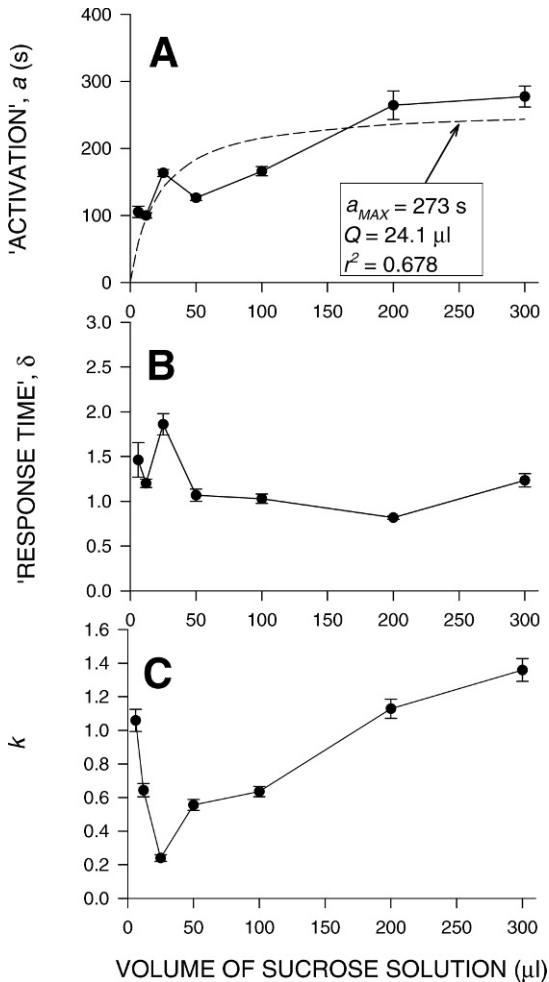 A
'ACTIVATION', a (s)
400
300
200
100
0
a_MAX = 273 s
Q = 24.1 µl
r² = 0.678
0 50 100 150 200 250 300
B
'RESPONSE TIME', δ
3.0
2.5
2.0
1.5
1.0
0.5
0.0
0 50 100 150 200 250 300
C
k
1.6
1.4
1.2
1.0
0.8
0.6
0.4
0.2
0.0
0 50 100 150 200 250 300
VOLUME OF SUCROSE SOLUTION (µl)